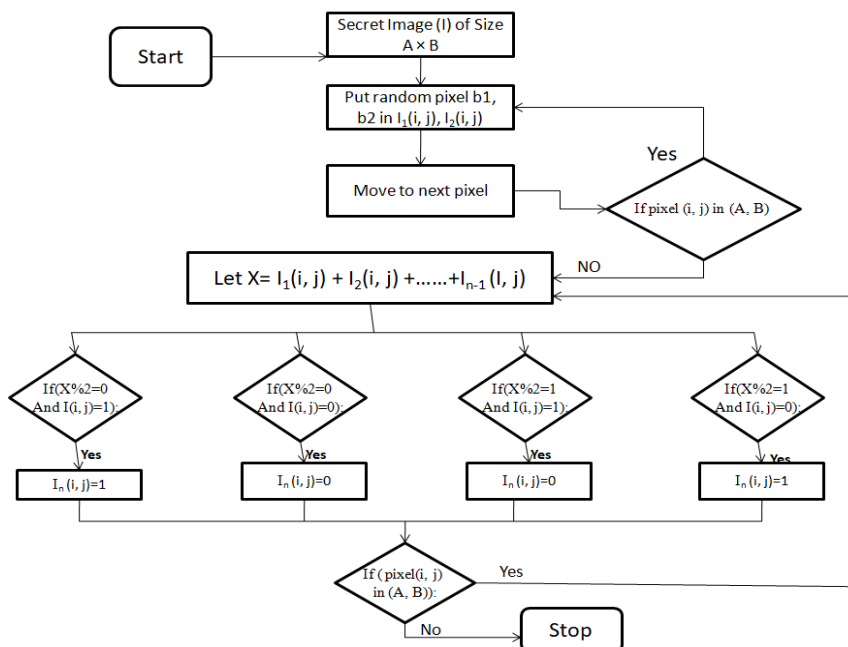 Start
Secret Image (I) of Size
A × B
Put random pixel b1,
b2 in I₁(i, j), I₂(i, j)
Move to next pixel
Yes
If pixel (i, j) in (A, B)
NO
Let X= I₁(i, j) + I₂(i, j) +......+Iₙ₋₁ (I, j)
If(X%2=0
And I(i, j)=1);
If(X%2=0
And I(i, j)=0);
If(X%2=1
And I(i, j)=1);
If(X%2=1
And I(i, j)=0);
Yes
Yes
Yes
Yes
Iₙ (i, j)=1
Iₙ (i, j)=0
Iₙ (i, j)=0
Iₙ (i, j)=1
If ( pixel(i, j)
in (A, B)):
Yes
No
Stop